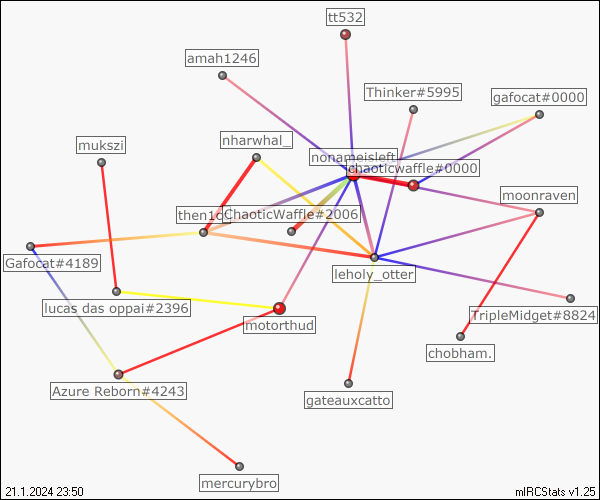 tt532
amah1246
Thinker#5995
gafocat#0000
nharwhal_
mukszi
nonameisleft
chaoticwaffle#0000
moonraven
ChaoticWaffle#2006
Gafocat#4189
leholy_otter
lucas das oppai#2396
TripleMidget#8824
motorthud
chobham.
Azure Reborn#4243
gateauxcatto
mercurybro
21.1.2024 23:50
mIRCStats v1.25